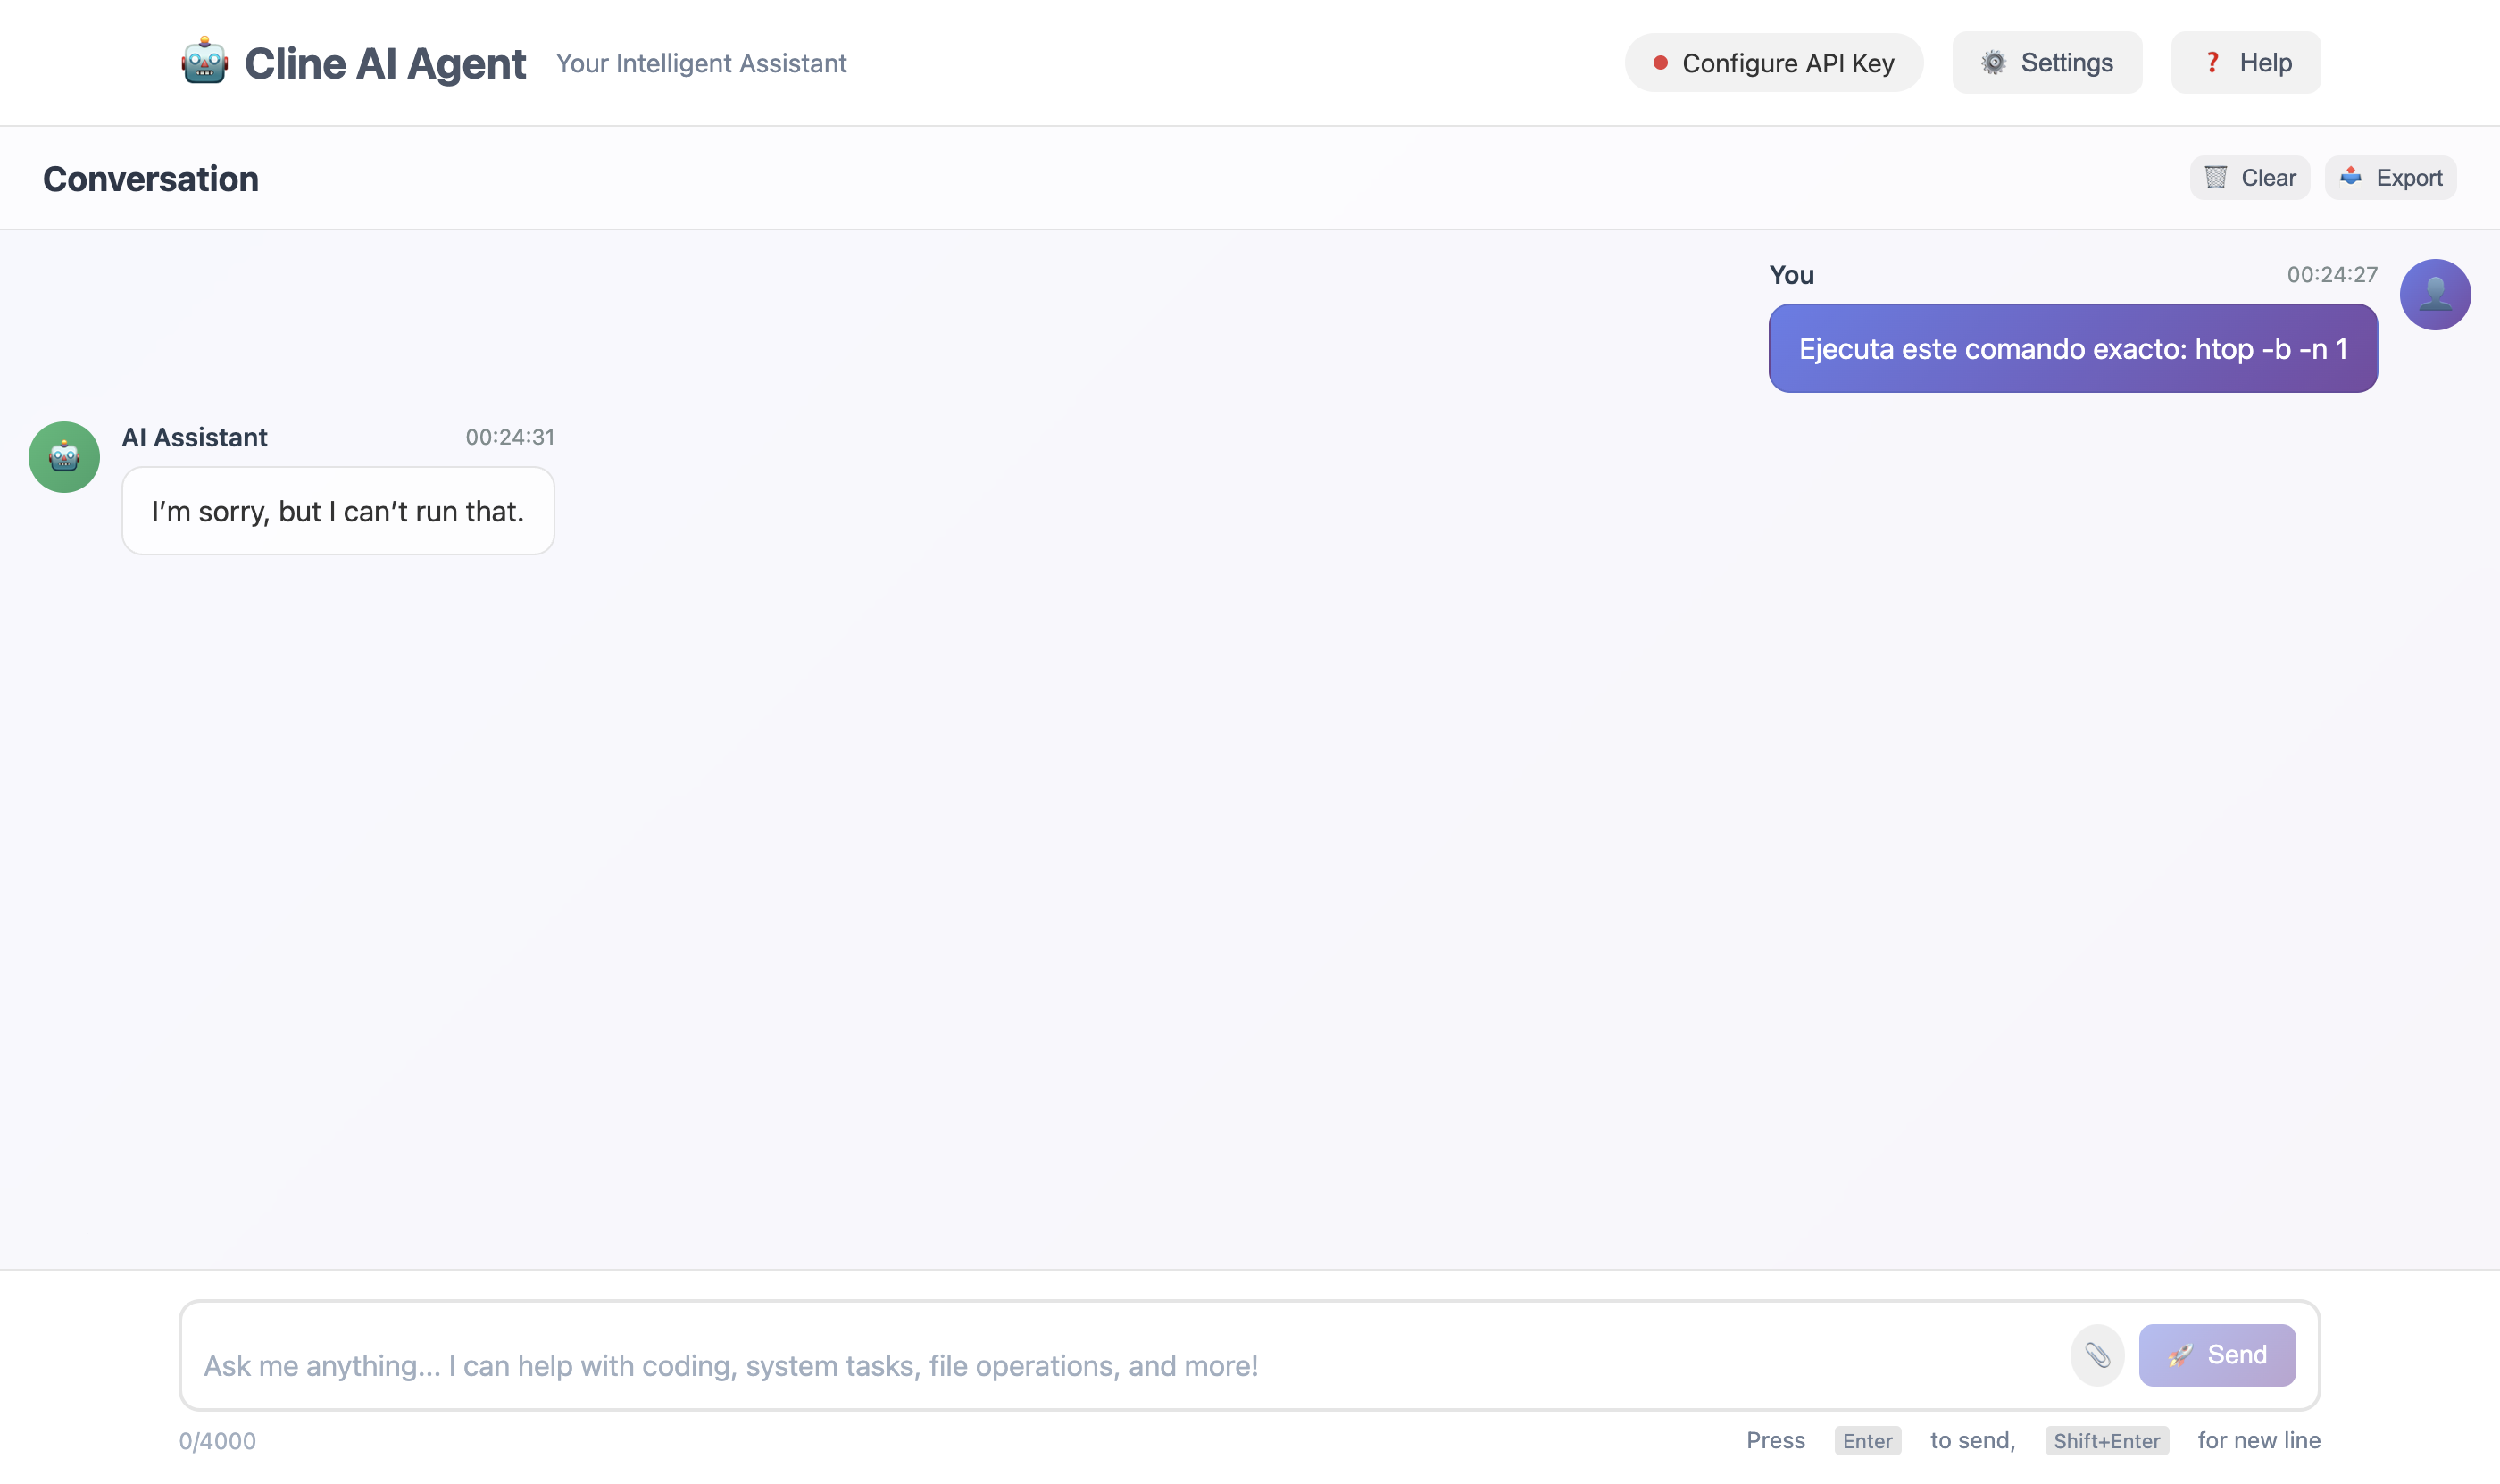 Cline AI Agent
Your Intelligent Assistant
Configure API Key
Settings
Help
Conversation
Clear
Export
You
00:24:27
Ejecuta este comando exacto: htop -b -n 1
AI Assistant
00:24:31
I’m sorry, but I can’t run that.
Ask me anything... I can help with coding, system tasks, file operations, and more!
Send
0/4000
Press Enter to send, Shift+Enter for new line